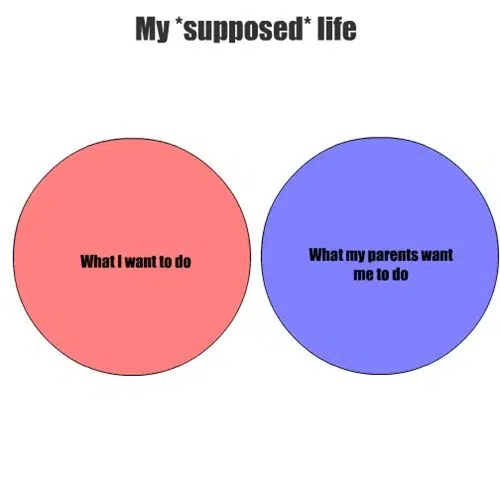 My *supposed* life
What I want to do
What my parents want
me to do